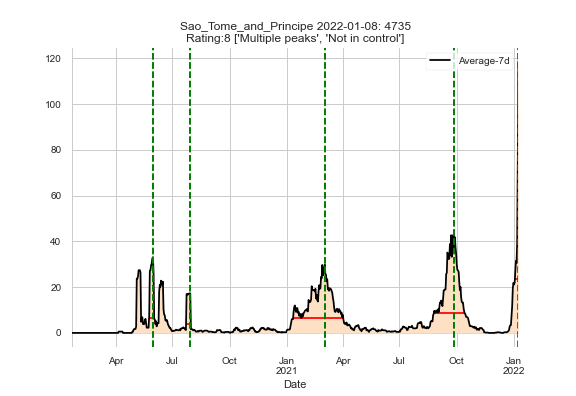 Sao_Tome_and_Principe 2022-01-08: 4735
Rating:8 ['Multiple peaks', 'Not in control']
Average-7d
120
100
80
60
40
20
0
Apr Jul Oct Jan Apr Jul Oct Jan
2021 2022
Date